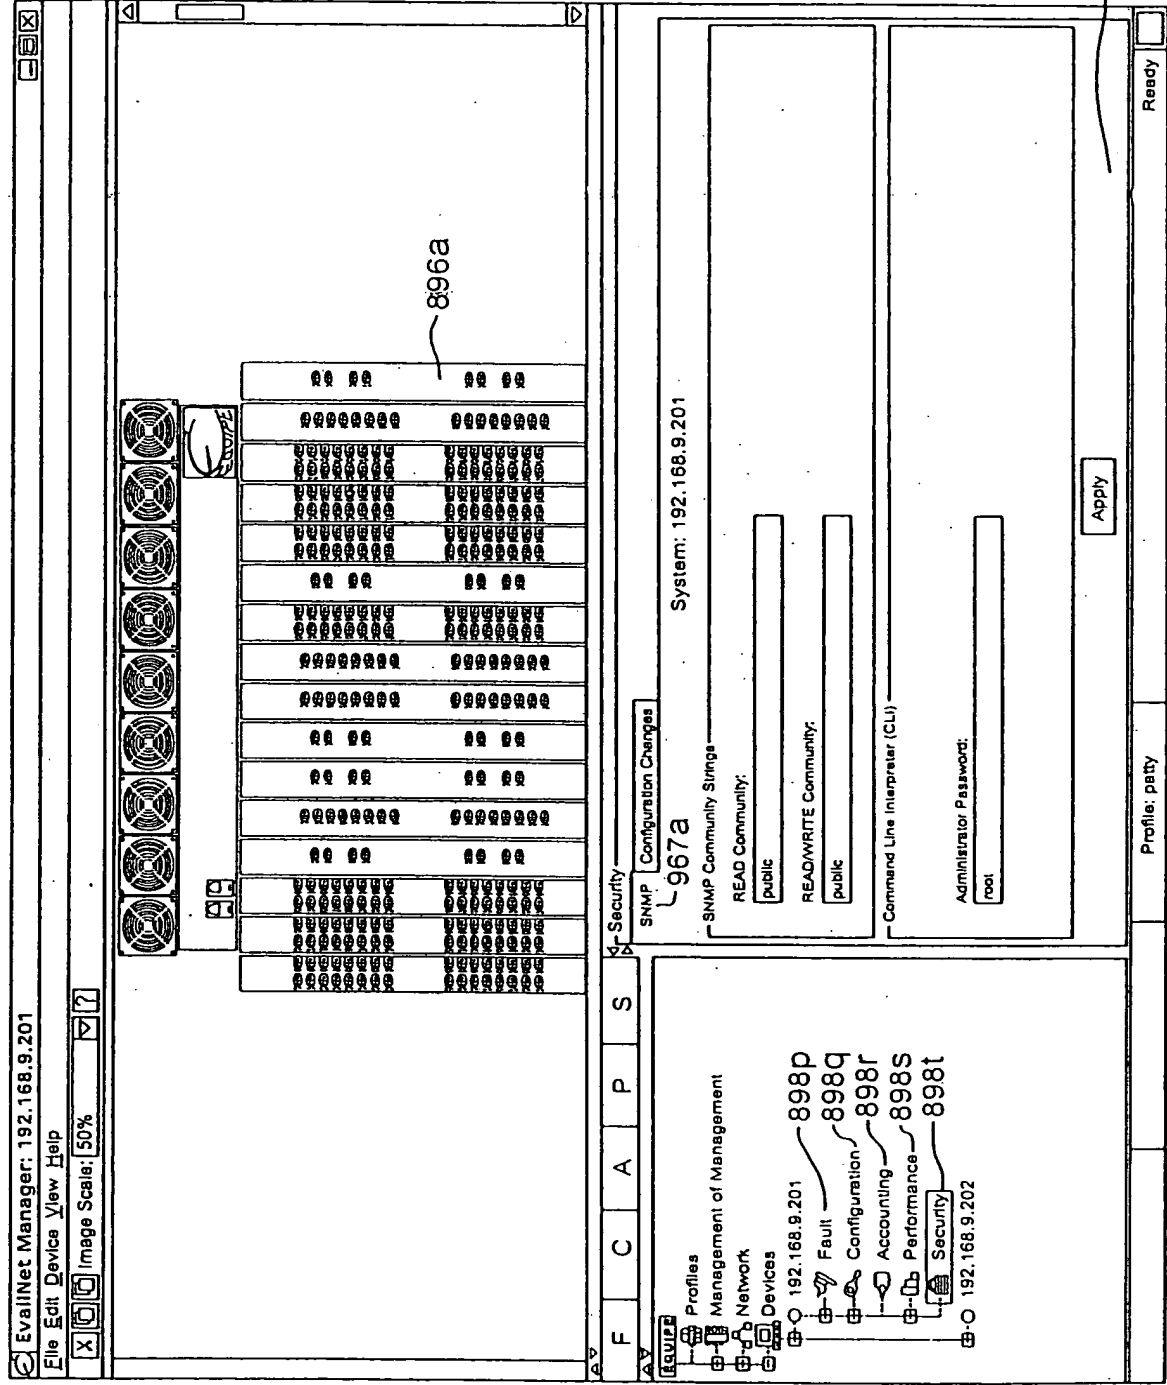 EvallNet Manager: 192.168.9.201
File Edit Device View Help
X Image Scale: 50% ?
EQUIPE
896a
F C A P S
EQUIPE
Profiles
Management of Management
Network
Devices
192.168.9.201 898p
Fault 898q
Configuration 898r
Accounting 898s
Performance 898t
Security
192.168.9.202
Security
SNMP Configuration Changes
967a
System: 192.168.9.201
SNMP Community Strings
READ Community:
public
READ/WRITE Community:
public
Command Line Interpreter (CLI)
Administrator Password:
root
Apply
Profile: patty
Ready